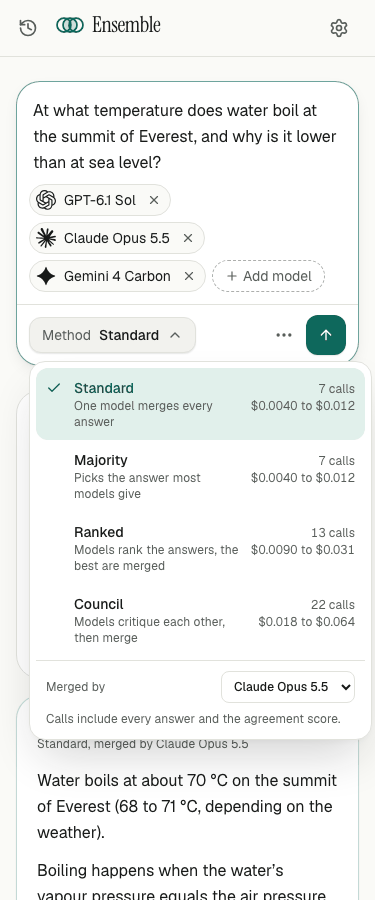 Ensemble
At what temperature does water boil at
the summit of Everest, and why is it lower
than at sea level?
GPT-6.1 Sol ×
Claude Opus 5.5 ×
Gemini 4 Carbon × + Add model
Method Standard
Standard 7 calls
One model merges every $0.0040 to $0.012
answer
Majority 7 calls
Picks the answer most $0.0040 to $0.012
models give
Ranked 13 calls
Models rank the answers, the $0.0090 to $0.031
best are merged
Council 22 calls
Models critique each other, $0.018 to $0.064
then merge
Merged by Claude Opus 5.5
Calls include every answer and the agreement score.
Standard, merged by Claude Opus 5.5
Water boils at about 70 °C on the summit
of Everest (68 to 71 °C, depending on the
weather).
Boiling happens when the water’s
vapour pressure equals the air pressure